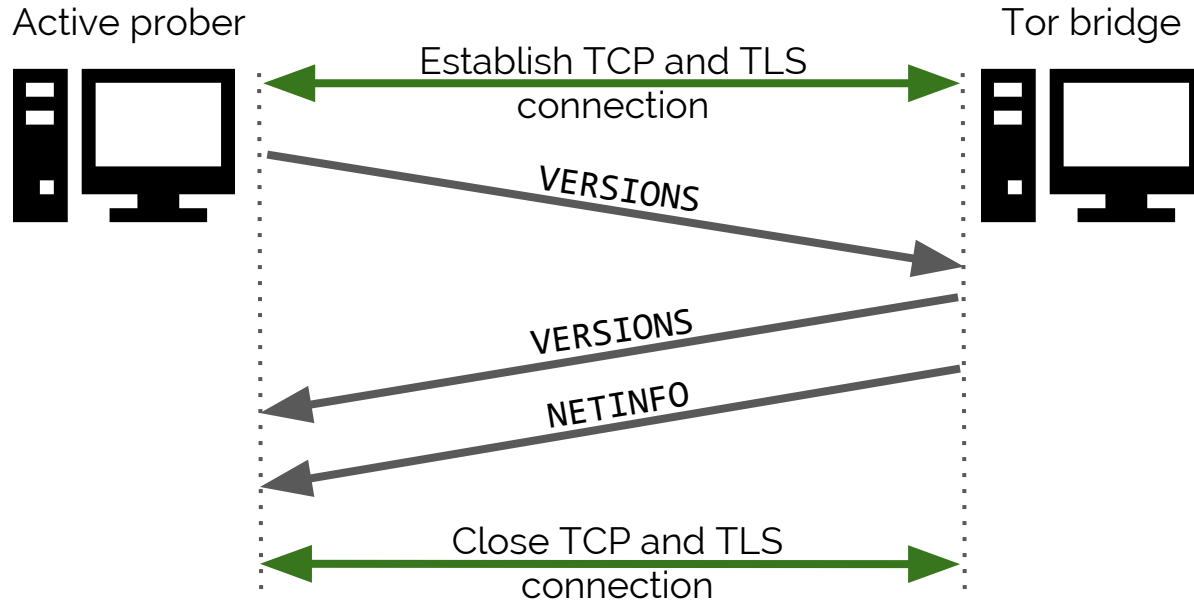 Active prober
Tor bridge
Establish TCP and TLS
connection
VERSIONS
VERSIONS
NETINFO
Close TCP and TLS
connection